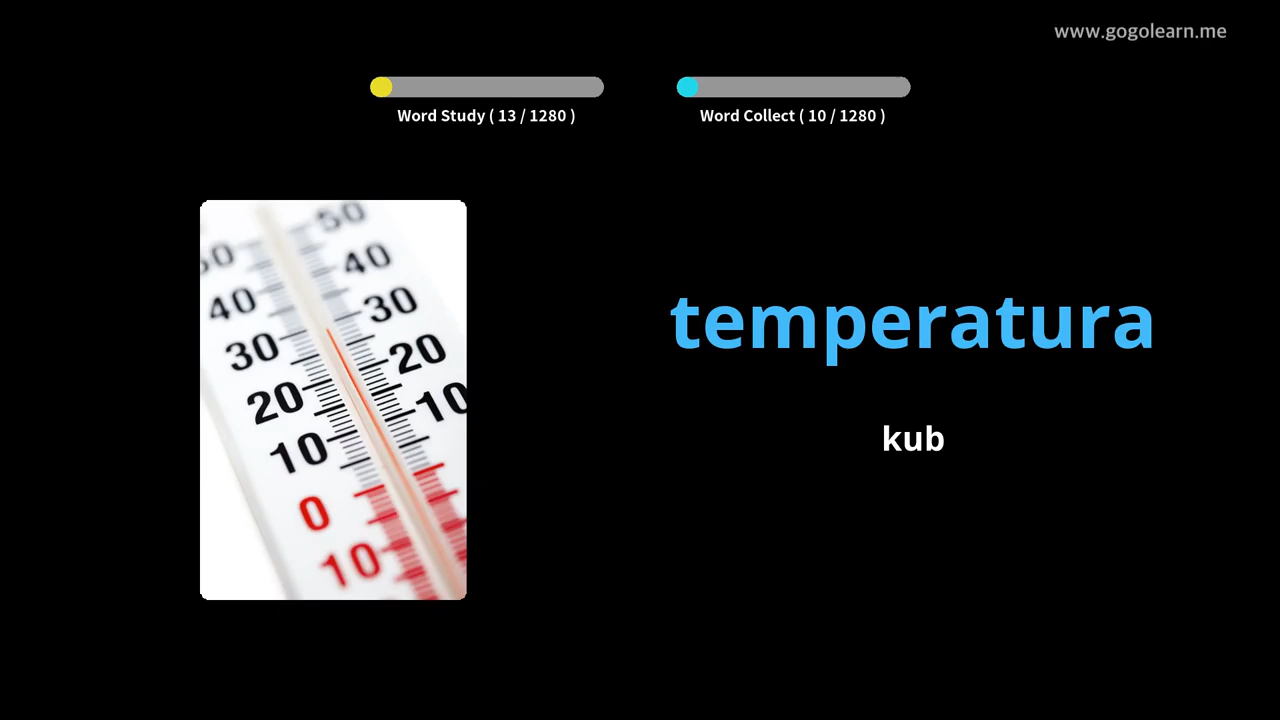 www.gogolearn.me
Word Study ( 13 / 1280 )
Word Collect ( 10 / 1280 )
50
50
40
40
30
30
20
20
10
10
0
10
temperatura
kub